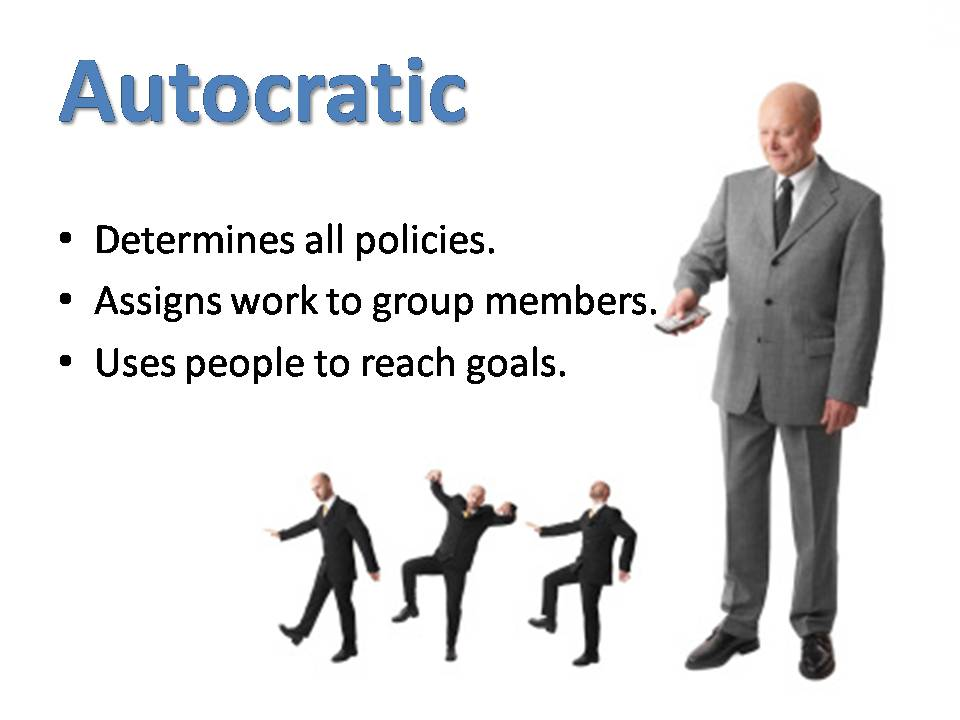 Autocratic
• Determines all policies.
• Assigns work to group members.
• Uses people to reach goals.